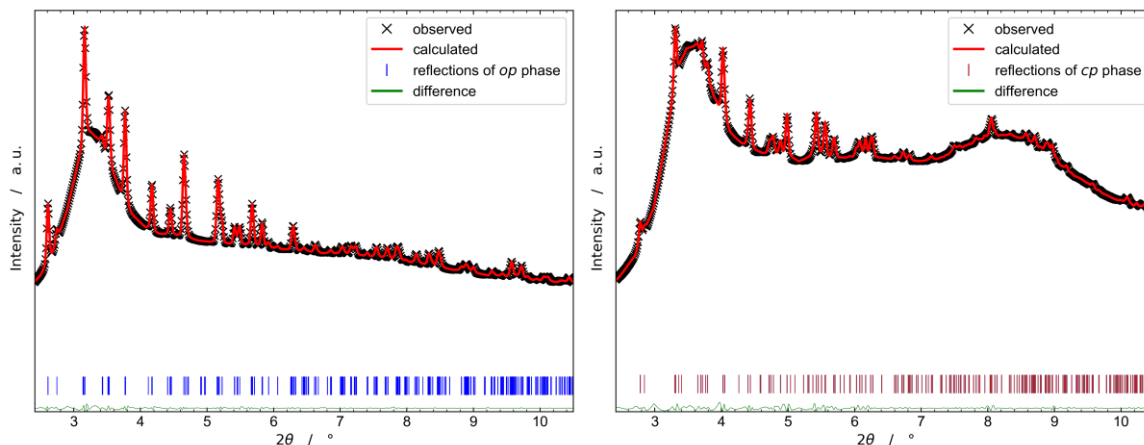 observed
calculated
reflections of op phase
difference
Intensity / a. u.
3 4 5 6 7 8 9 10
2θ / °
observed
calculated
reflections of cp phase
difference
Intensity / a. u.
3 4 5 6 7 8 9 10
2θ / °